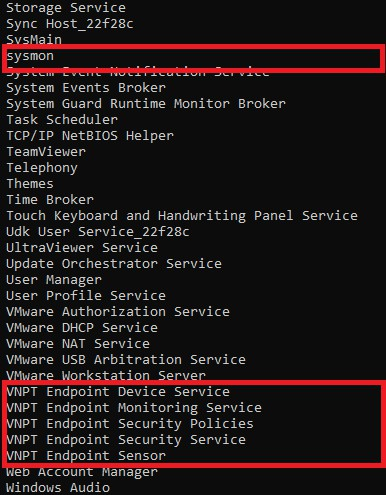 Storage Service
Sync Host_22f28c
SysMain
Sysmon
System Event Notification Service
System Events Broker
System Guard Runtime Monitor Broker
Task Scheduler
TCP/IP NetBIOS Helper
TeamViewer
Telephony
Themes
Time Broker
Touch Keyboard and Handwriting Panel Service
Udk User Service_22f28c
UltraViewer Service
Update Orchestrator Service
User Manager
User Profile Service
VMware Authorization Service
VMware DHCP Service
VMware NAT Service
VMware USB Arbitration Service
VMware Workstation Server
VNPT Endpoint Device Service
VNPT Endpoint Monitoring Service
VNPT Endpoint Security Policies
VNPT Endpoint Security Service
VNPT Endpoint Sensor
Web Account Manager
Windows Audio